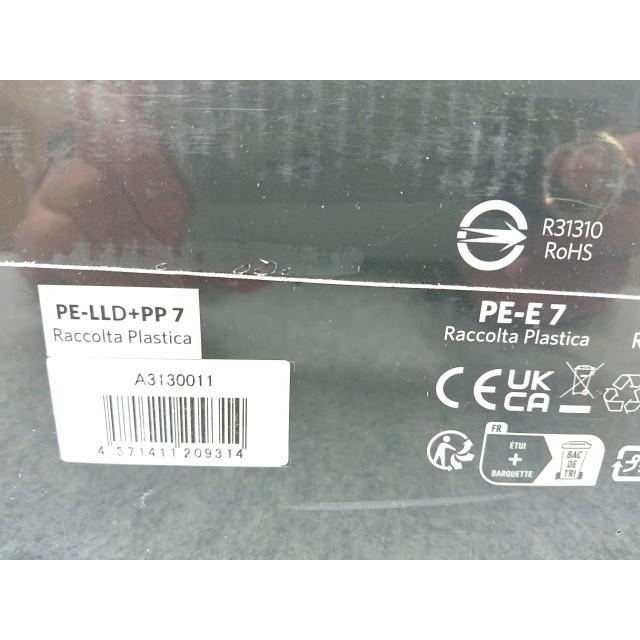 R31310
RoHS
PE-LLD+PP 7
Raccolta Plastica
PE-E 7
Raccolta Plastica
R
A3130011
4 571411 209314
CE UK
CA
FR
ÉTUI
+
BARQUETTE
BAC
DE
TRI